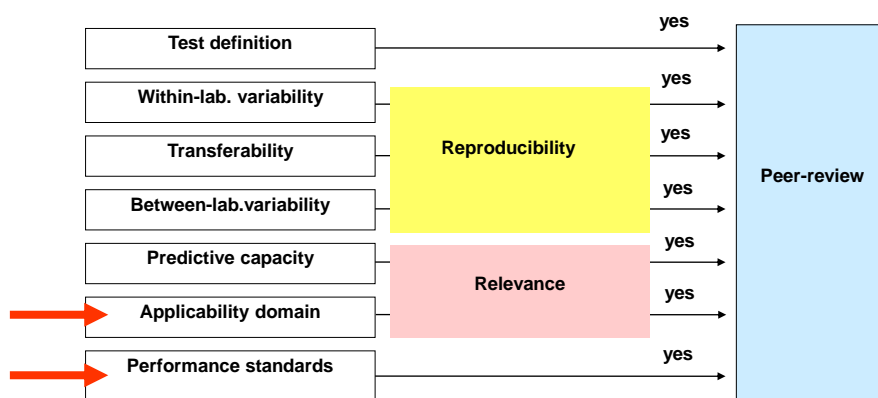 yes
Test definition
Within-lab. variability
yes
Transferability
Reproducibility
yes
Peer-review
Between-lab.variability
yes
Predictive capacity
yes
Relevance
Applicability domain
yes
Performance standards
yes